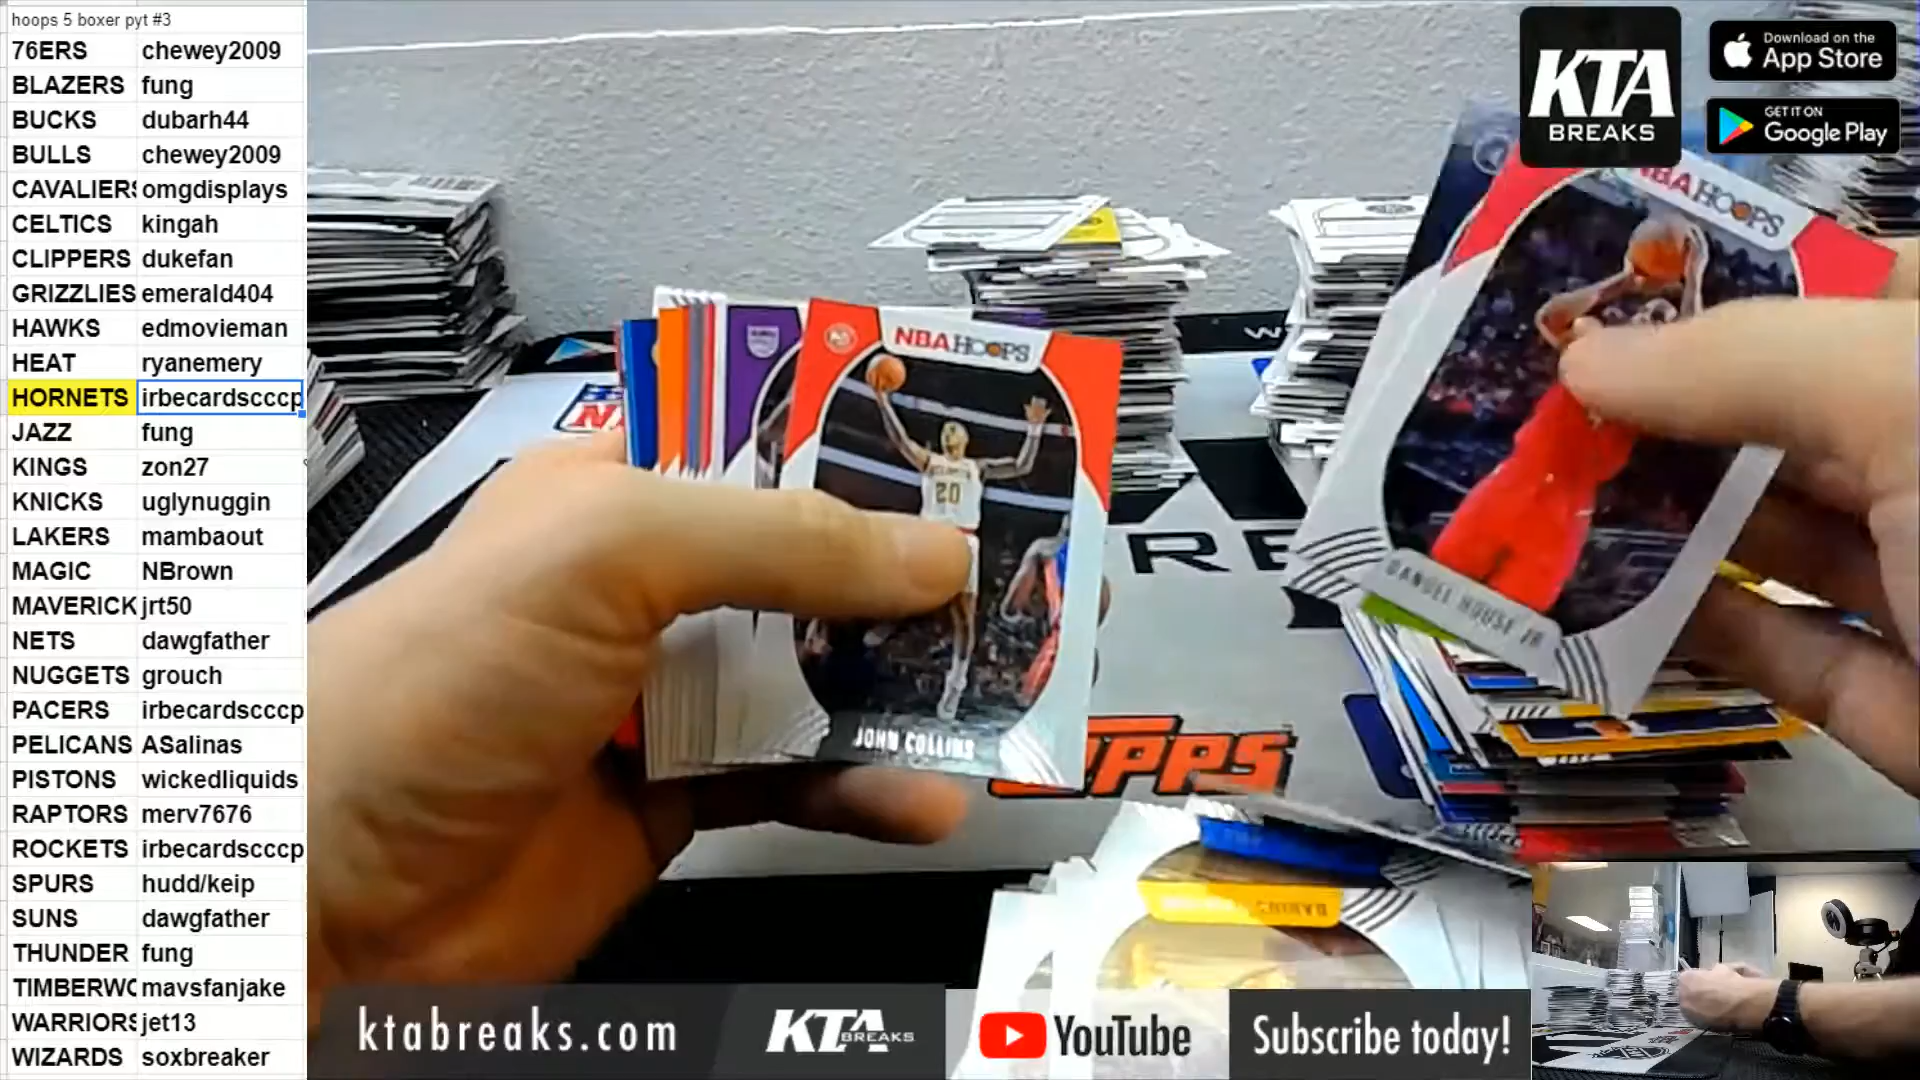 hoops 5 boxer pyt #3
76ERS chewey2009
BLAZERS fung
BUCKS dubarh44
BULLS chewey2009
CAVALIERS omgdisplays
CELTICS kingah
CLIPPERS dukefan
GRIZZLIES emerald404
HAWKS edmovieman
HEAT ryanemery
HORNETS irbecardscccp
JAZZ fung
KINGS zon27
KNICKS uglynuggin
LAKERS mambaout
MAGIC NBrown
MAVERICK jrt50
NETS dawgfather
NUGGETS grouch
PACERS irbecardscccp
PELICANS ASalinas
PISTONS wickedliquids
RAPTORS merv7676
ROCKETS irbecardscccp
SPURS hudd/keip
SUNS dawgfather
THUNDER fung
TIMBERWO mavsfanjake
WARRIORS jet13
WIZARDS soxbreaker
KTA
BREAKS
Download on the
App Store
GET IT ON
Google Play
NBA HOOPS
20
JOHN COLLINS
NBA HOOPS
DANUEL HOUSE JR
RE
OPPS
ktabreaks.com
KTA BREAKS
YouTube
Subscribe today!